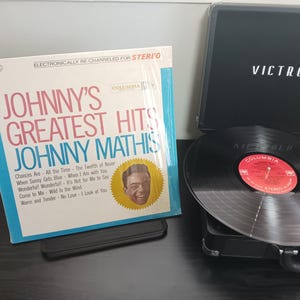 ELECTRONICALLY RE-CHANNELED FOR STEREO
COLUMBIA
JOHNNY'S
GREATEST HITS
JOHNNY MATHIS
Chances Are - All the Time - The Twelfth of Never
When Sunny Gets Blue - When I Am with You
Wonderful! Wonderful! - It's Not for Me to Say
Come to Me - Wild Is the Wind
Warm and Tender - No Love - I Look at You
VICTR
COLUMBIA